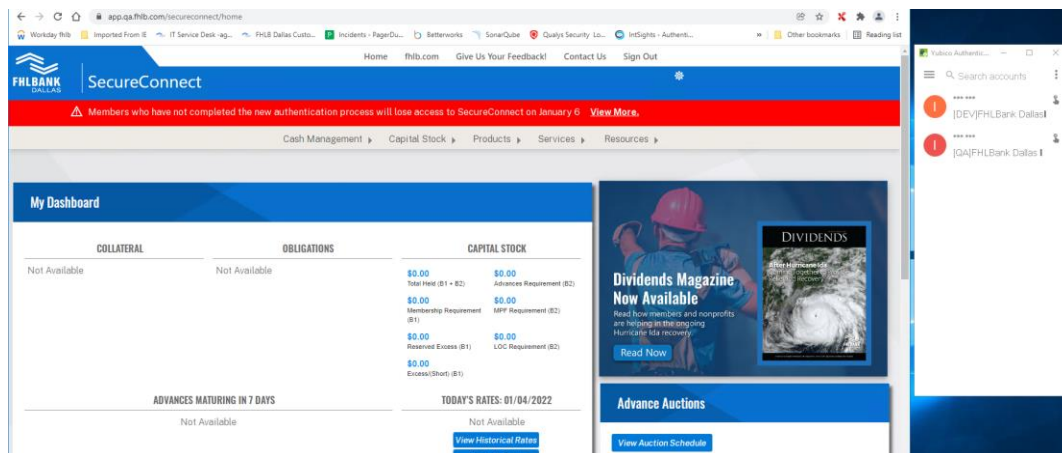 app.qa.fhlb.com/secureconnect/home
Workday fhlb Imported From IE IT Service Desk -ag... FHLB Dallas Custo... Incidents - PagerDu... Betterworks SonarQube Qualys Security Lo... IntSights - Authenti... » Other bookmarks Reading list
Home fhlb.com Give Us Your Feedback! Contact Us Sign Out
FHLBANK
DALLAS
SecureConnect
Members who have not completed the new authentication process will lose access to SecureConnect on January 6 View More.
Cash Management Capital Stock Products Services Resources
My Dashboard
COLLATERAL OBLIGATIONS CAPITAL STOCK
Not Available Not Available
$0.00 $0.00
Total Held (B1 + B2) Advances Requirement (B2)
$0.00 $0.00
Membership Requirement MPF Requirement (B2)
(B1)
$0.00 $0.00
Reserved Excess (B1) LOC Requirement (B2)
$0.00
Excess/(Short) (B1)
ADVANCES MATURING IN 7 DAYS TODAY'S RATES: 01/04/2022
Not Available Not Available
View Historical Rates
Dividends Magazine
Now Available
Read how members and nonprofits
are helping in the ongoing
Hurricane Ida recovery.
Read Now
DIVIDENDS
After Hurricane Ida
Advance Auctions
View Auction Schedule
Yubico Authentic...
Search accounts
I
*** ***
[DEV]FHLBank Dallas
I
*** ***
[QA]FHLBank Dallas